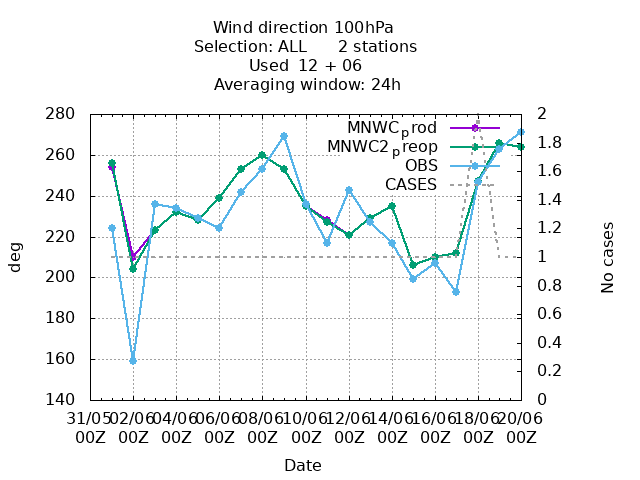 Wind direction 100hPa
Selection: ALL 2 stations
Used 12 + 06
Averaging window: 24h
280
260
240
220
200
180
160
140
deg
MNWC_prod
MNWC2_preop
OBS
CASES
2
1.8
1.6
1.4
1.2
1
0.8
0.6
0.4
0.2
0
No cases
31/05 02/06 04/06 06/06 08/06 10/06 12/06 14/06 16/06 18/06 20/06
00Z 00Z 00Z 00Z 00Z 00Z 00Z 00Z 00Z 00Z 00Z
Date